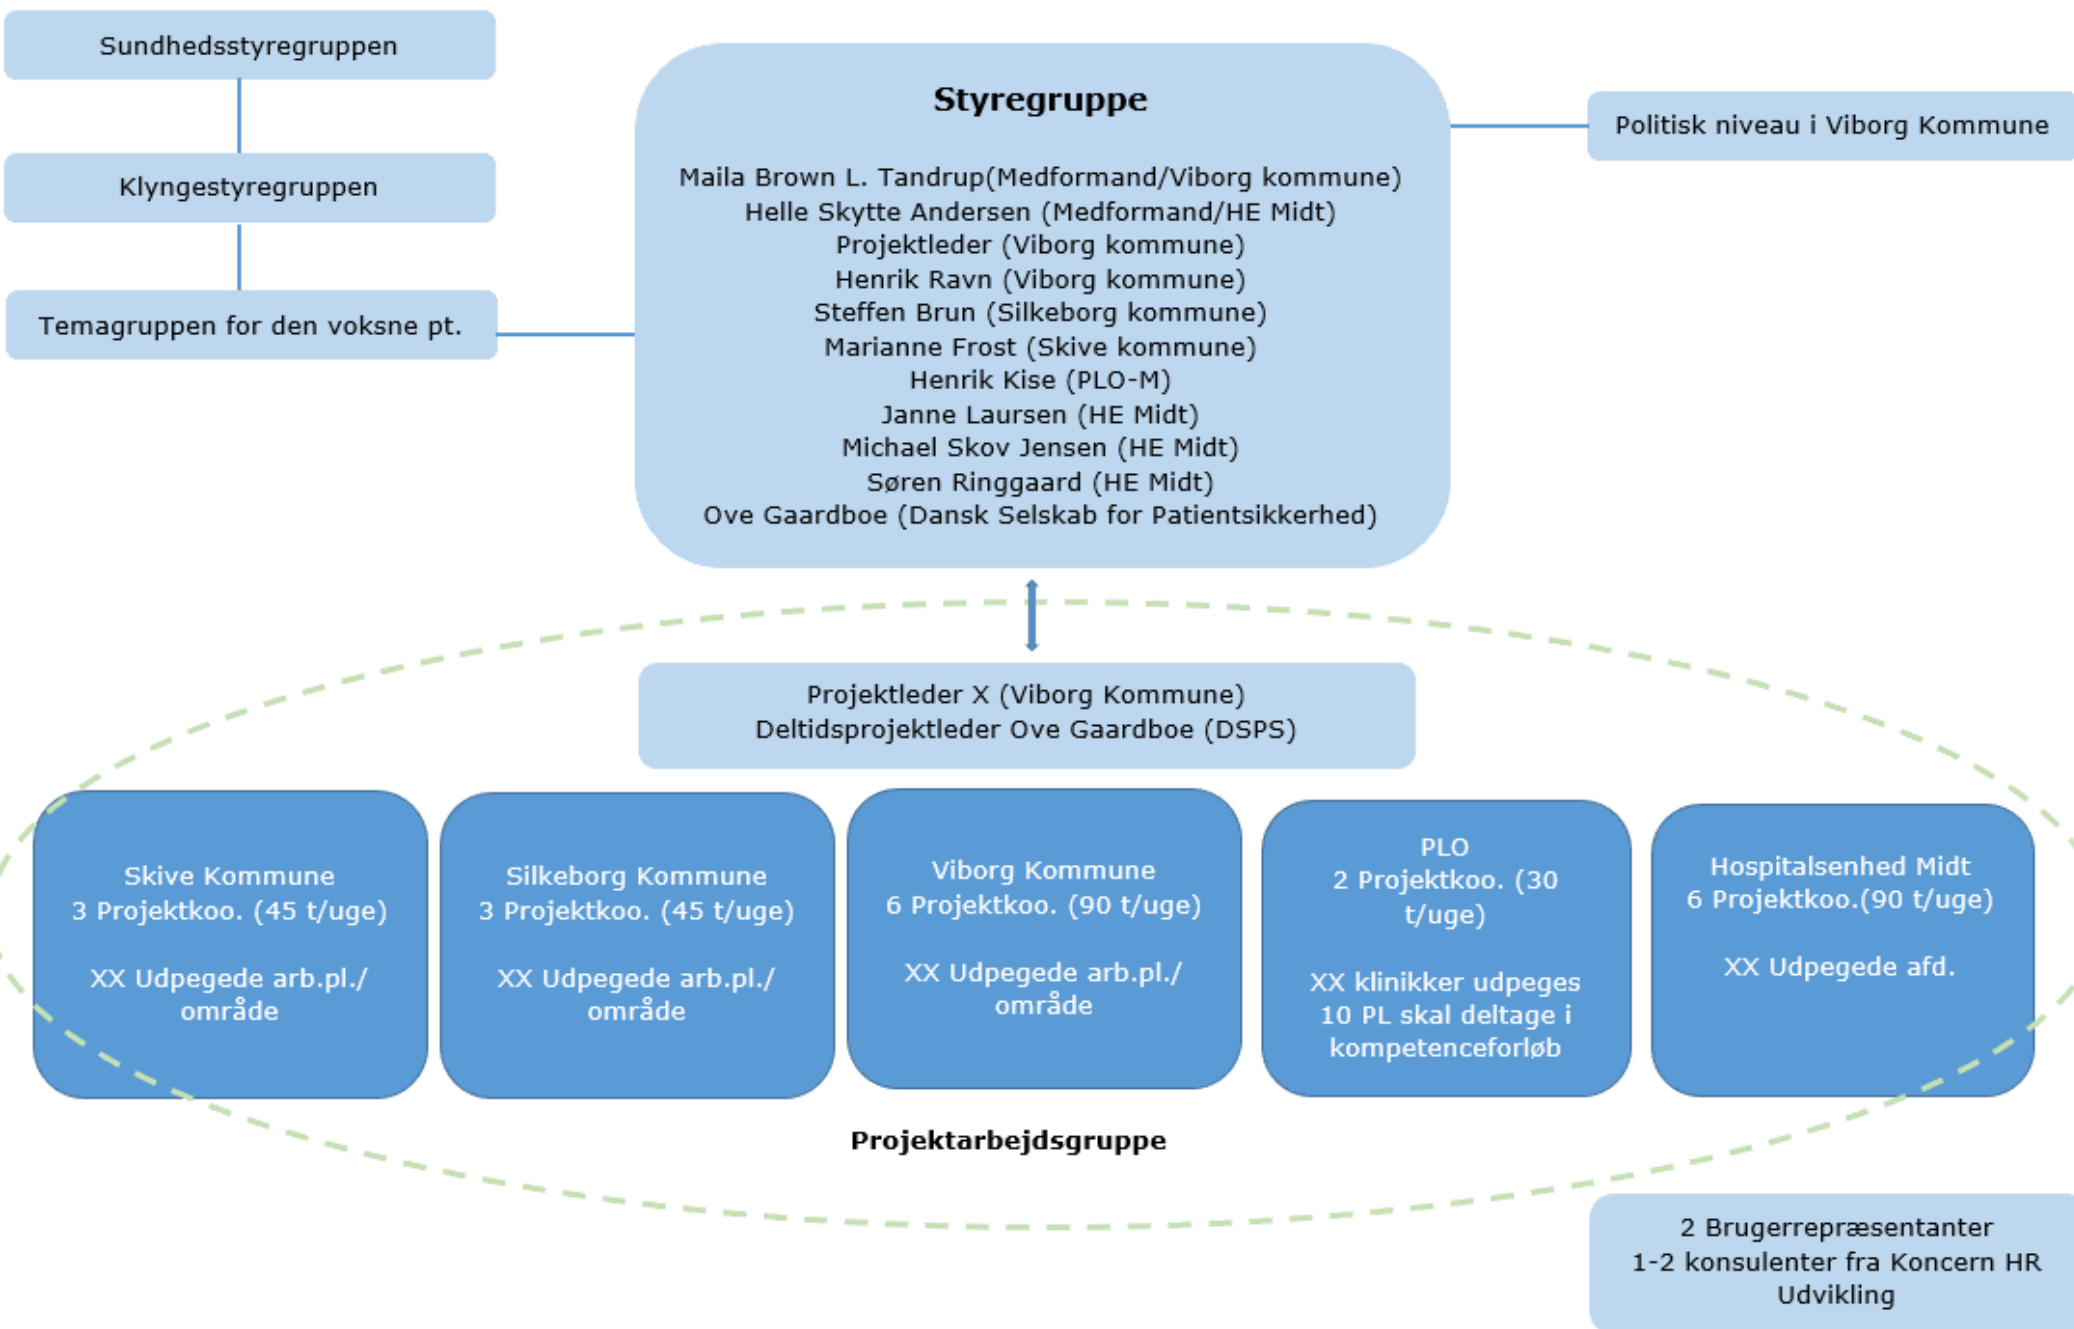 Sundhedsstyregruppen
Klyngestyregruppen
Temagruppen for den voksne pt.
Styregruppe
Maila Brown L. Tandrup(Medformand/Viborg kommune)
Helle Skytte Andersen (Medformand/HE Midt)
Projektleder (Viborg kommune)
Henrik Ravn (Viborg kommune)
Steffen Brun (Silkeborg kommune)
Marianne Frost (Skive kommune)
Henrik Kise (PLO-M)
Janne Laursen (HE Midt)
Michael Skov Jensen (HE Midt)
Søren Ringgaard (HE Midt)
Ove Gaardboe (Dansk Selskab for Patientsikkerhed)
Politisk niveau i Viborg Kommune
Projektleder X (Viborg Kommune)
Deltidsprojektleder Ove Gaardboe (DSPS)
Skive Kommune
3 Projektkoo. (45 t/uge)
XX Udpegede arb.pl./
område
Silkeborg Kommune
3 Projektkoo. (45 t/uge)
XX Udpegede arb.pl./
område
Viborg Kommune
6 Projektkoo. (90 t/uge)
XX Udpegede arb.pl./
område
PLO
2 Projektkoo. (30
t/uge)
XX klinikker udpeges
10 PL skal deltage i
kompetenceforløb
Hospitalsenhed Midt
6 Projektkoo.(90 t/uge)
XX Udpegede afd.
Projektarbejdsgruppe
2 Brugerrepræsentanter
1-2 konsulenter fra Koncern HR
Udvikling